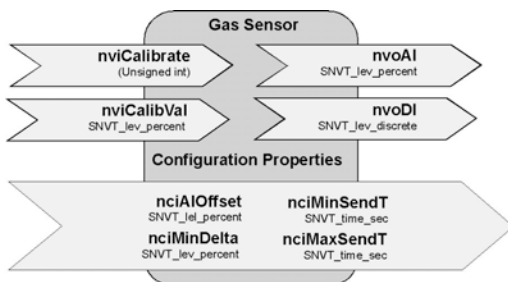 Gas Sensor
nviCalibrate
(Unsigned int)
nvoAI
SNVT_lev_percent
nviCalibVal
SNVT_lev_percent
nvoDI
SNVT_lev_discrete
Configuration Properties
nciAIOffset
SNVT_lel_percent
nciMinSendT
SNVT_time_sec
nciMinDelta
SNVT_lev_percent
nciMaxSendT
SNVT_time_sec